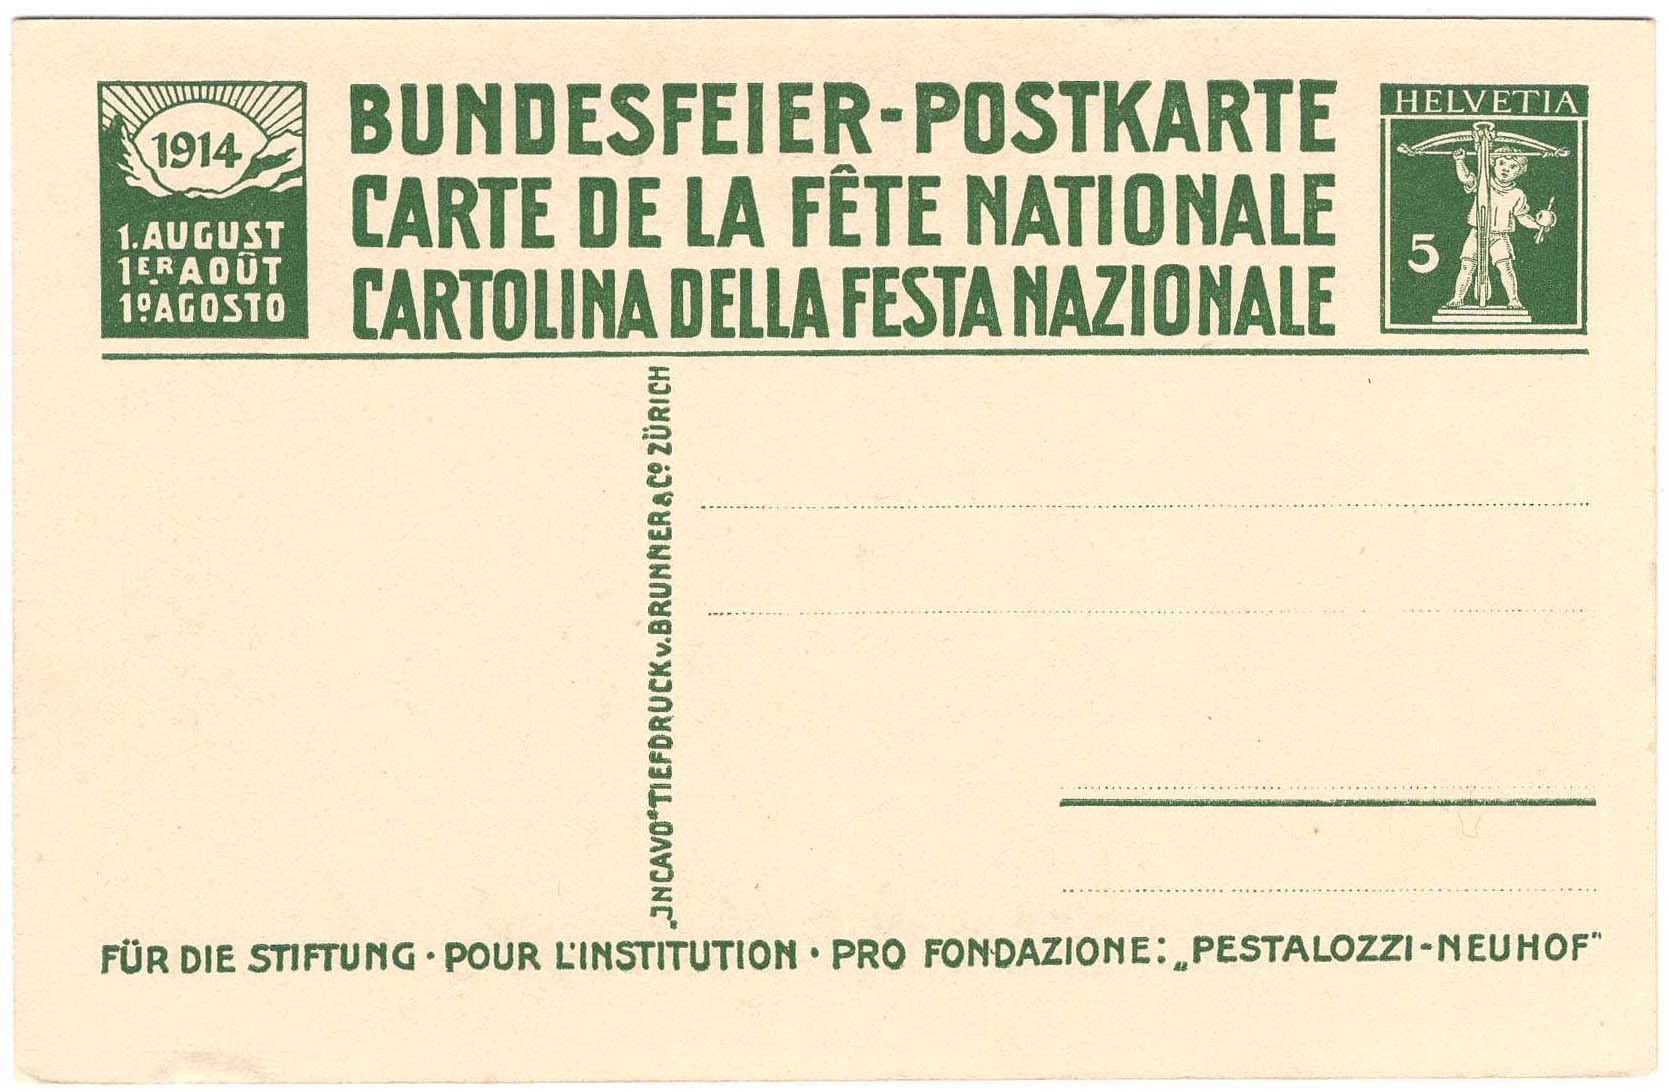 1914
1. AUGUST
1ER AOÛT
1º AGOSTO
BUNDESFEIER-POSTKARTE
CARTE DE LA FÊTE NATIONALE
CARTOLINA DELLA FESTA NAZIONALE
HELVETIA
5
„JNCAVO“ TIEFDRUCK v. BRUNNER & Cº ZÜRICH
FÜR DIE STIFTUNG · POUR L'INSTITUTION · PRO FONDAZIONE: „PESTALOZZI-NEUHOF“